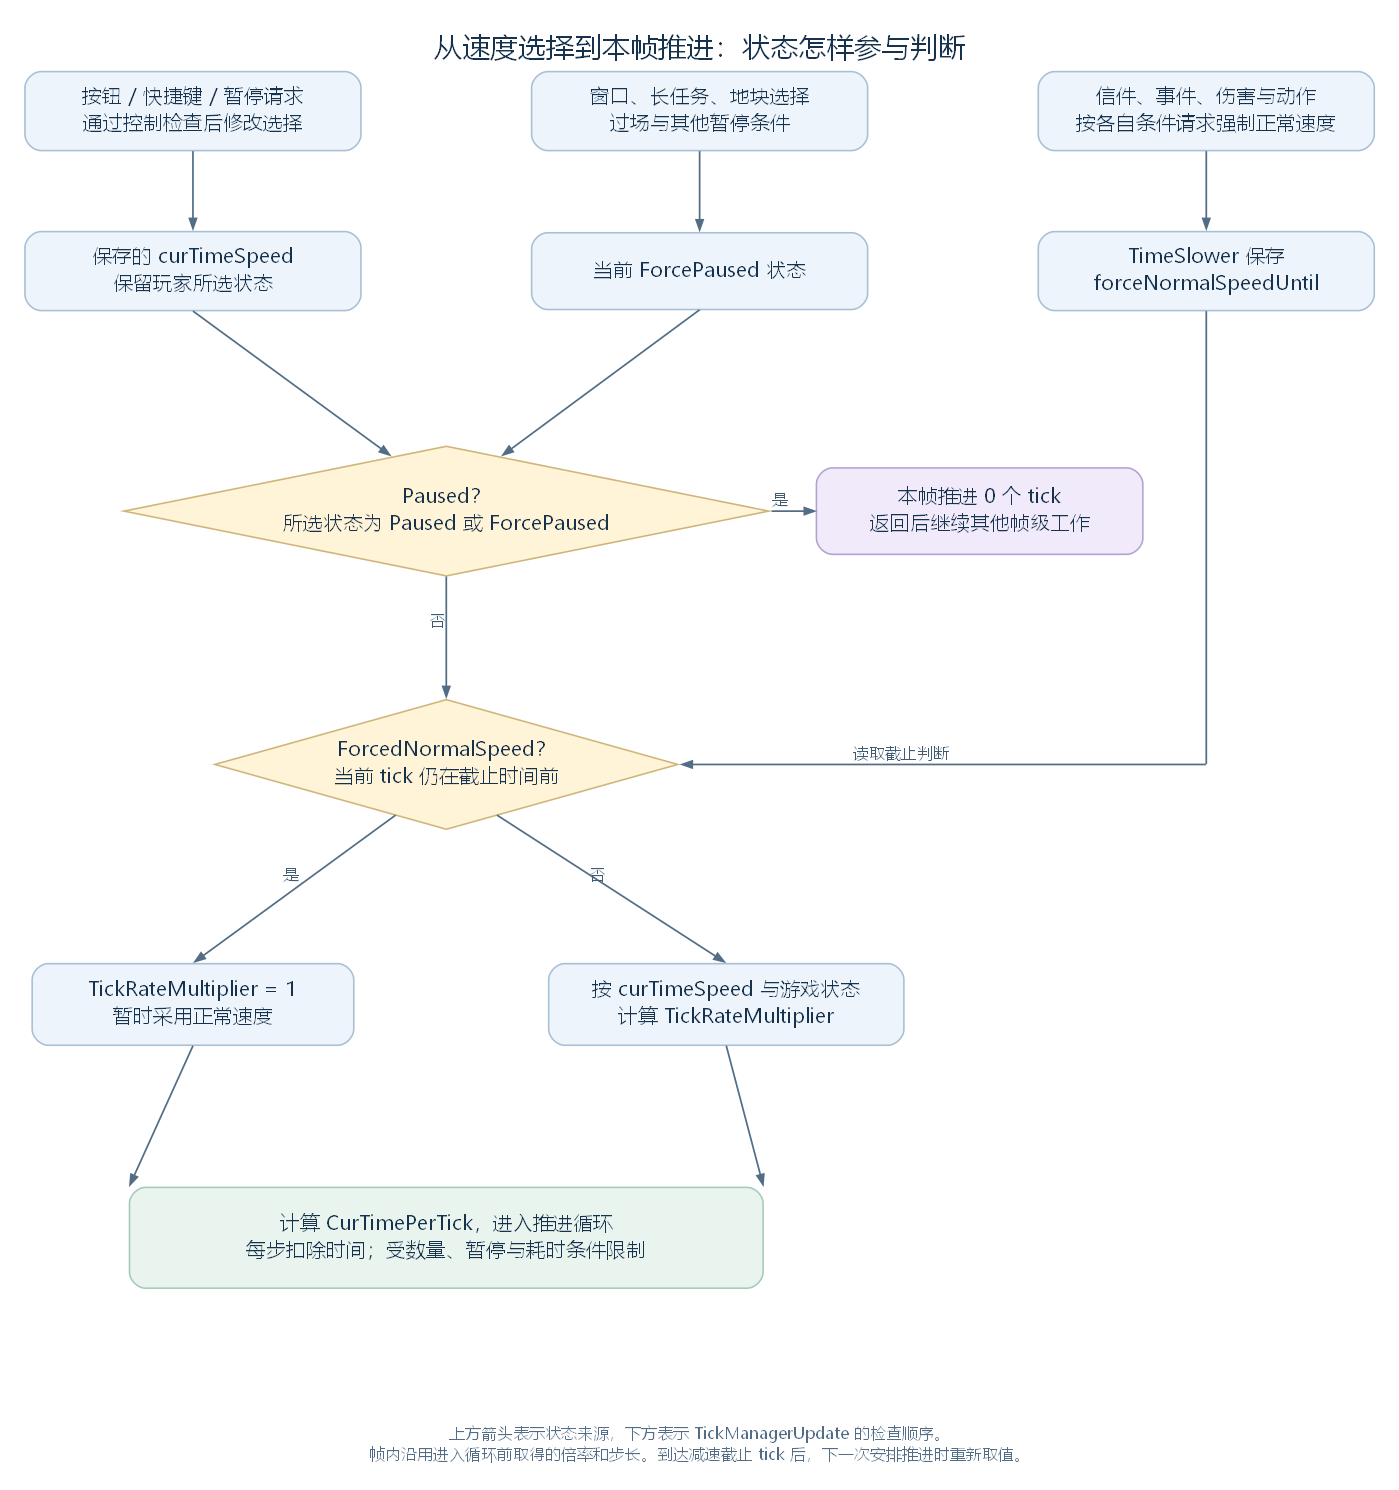 从速度选择到本帧推进：状态怎样参与判断
按钮 / 快捷键 / 暂停请求
通过控制检查后修改选择
窗口、长任务、地块选择
过场与其他暂停条件
信件、事件、伤害与动作
按各自条件请求强制正常速度
保存的 curTimeSpeed
保留玩家所选状态
当前 ForcePaused 状态
TimeSlower 保存
forceNormalSpeedUntil
Paused?
所选状态为 Paused 或 ForcePaused
是
本帧推进 0 个 tick
返回后继续其他帧级工作
否
ForcedNormalSpeed?
当前 tick 仍在截止时间前
读取截止判断
是
否
TickRateMultiplier = 1
暂时采用正常速度
按 curTimeSpeed 与游戏状态
计算 TickRateMultiplier
计算 CurTimePerTick，进入推进循环
每步扣除时间；受数量、暂停与耗时条件限制
上方箭头表示状态来源，下方表示 TickManagerUpdate 的检查顺序。
帧内沿用进入循环前取得的倍率和步长。到达减速截止 tick 后，下一次安排推进时重新取值。